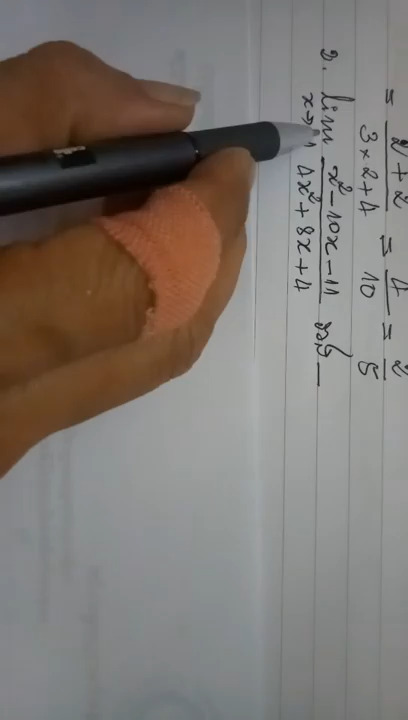 = 2+2 / 3×2+4 = 4/10 = 2/5
2. lim x→-1 x²-10x-11 / 4x²+8x+4